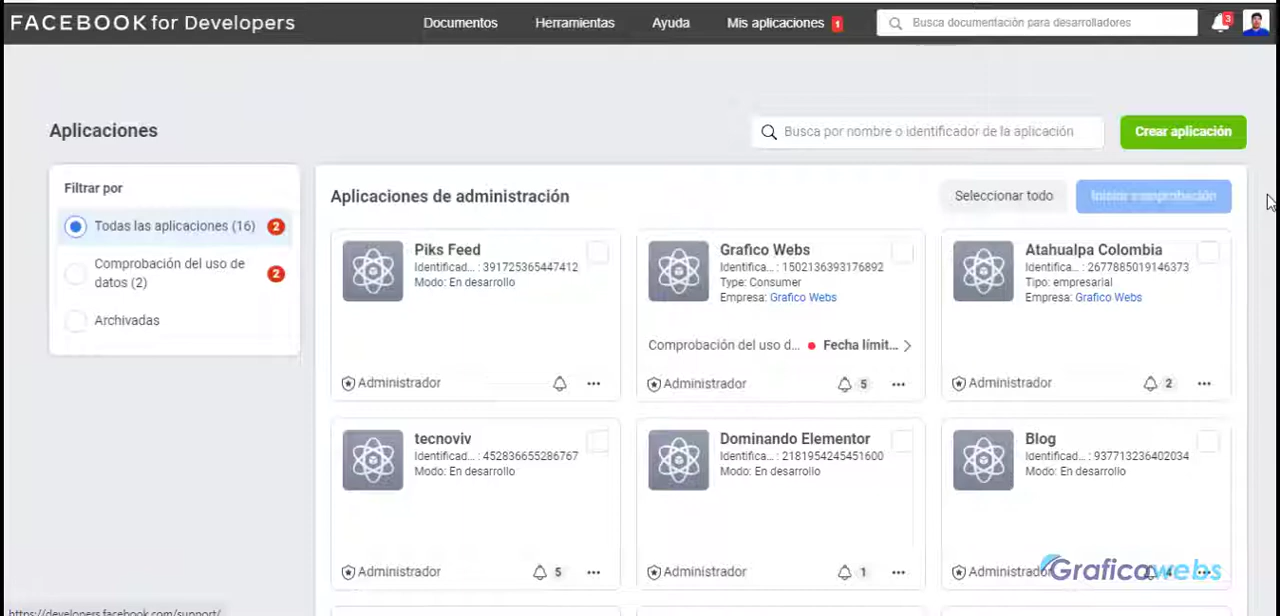 FACEBOOK for Developers
Documentos
Herramientas
Ayuda
Mis aplicaciones 1
Busca documentación para desarrolladores
3
Aplicaciones
Busca por nombre o identificador de la aplicación
Crear aplicación
Filtrar por
Todas las aplicaciones (16) 2
Comprobación del uso de
datos (2)
2
Archivadas
Aplicaciones de administración
Seleccionar todo
Iniciar comprobación
Piks Feed
Identificad... : 391725365447412
Modo: En desarrollo
Administrador
Grafico Webs
Identifica... : 1502136393176892
Type: Consumer
Empresa: Grafico Webs
Comprobación del uso d... Fecha límit...
Administrador
5
Atahualpa Colombia
Identifica... : 2677885019146373
Tipo: empresarial
Empresa: Grafico Webs
Administrador
2
tecnoviv
Identificad... : 452836655286767
Modo: En desarrollo
Administrador
5
Dominando Elementor
Identifica... : 2181954245451600
Modo: En desarrollo
Administrador
1
Blog
Identificad... : 937713236402034
Modo: En desarrollo
Administrador
4
Graficowebs
https://developers.facebook.com/support/